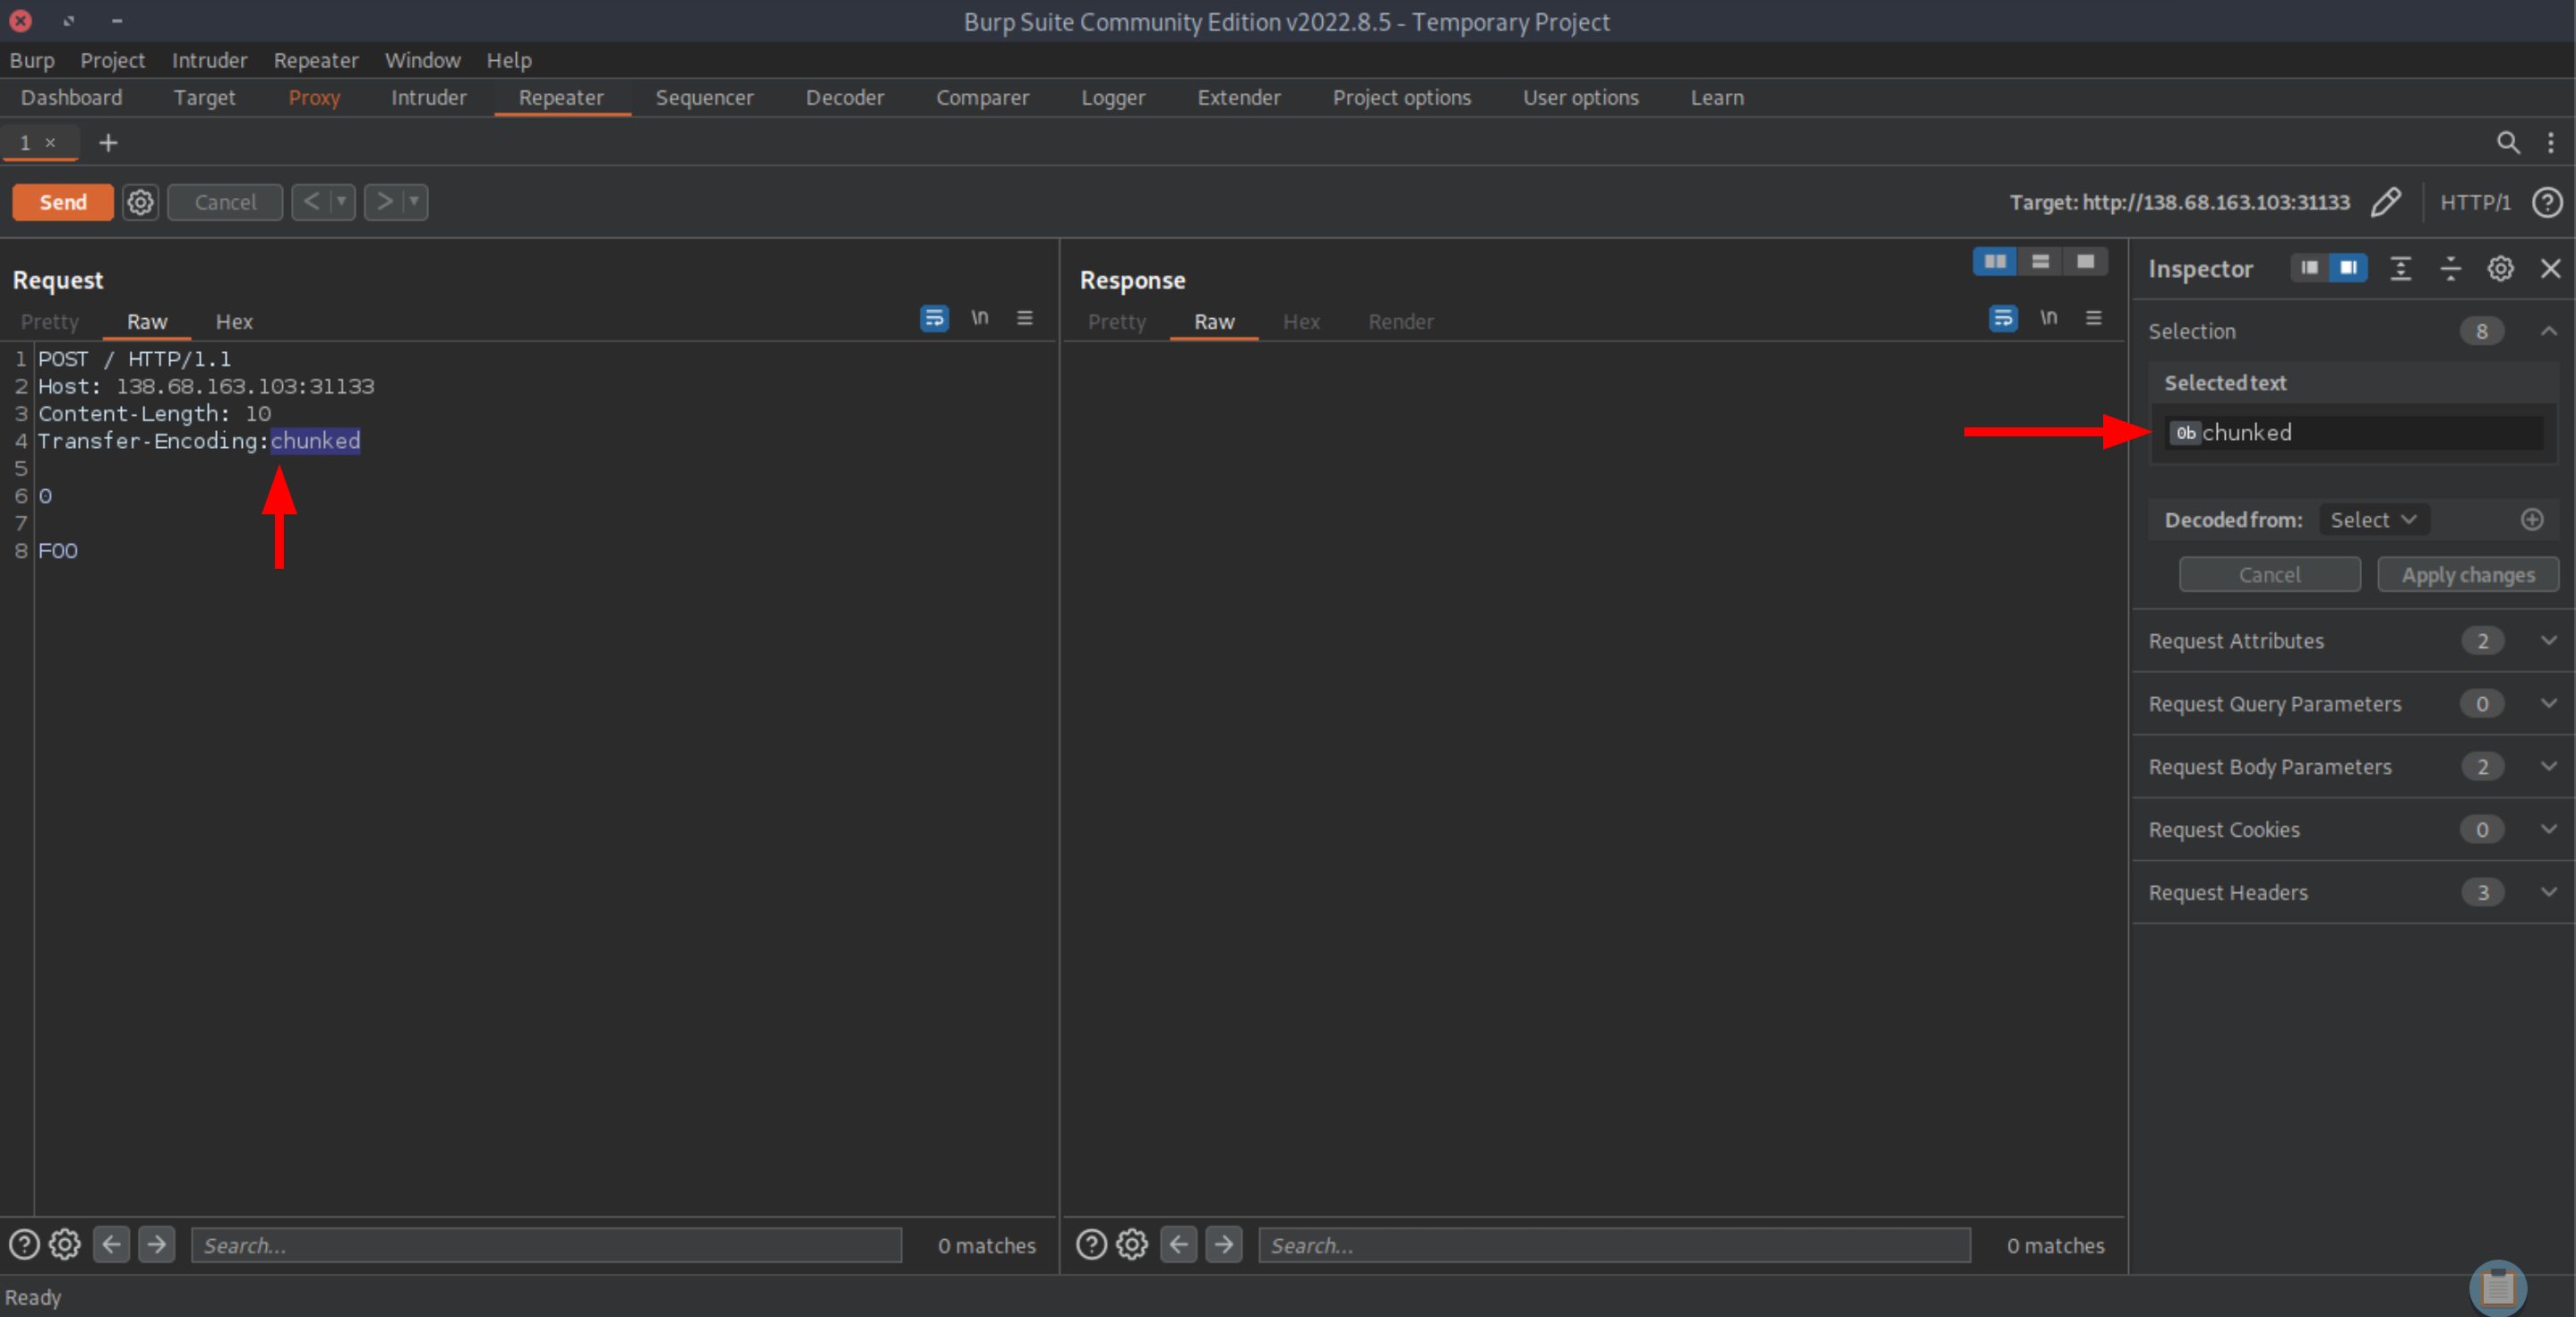 Burp Suite Community Edition v2022.8.5 - Temporary Project
Burp Project Intruder Repeater Window Help
Dashboard Target Proxy Intruder Repeater Sequencer Decoder Comparer Logger Extender Project options User options Learn
1 × +
Send Cancel < > Target: http://138.68.163.103:31133 HTTP/1 ?
Request
Pretty Raw Hex \n
1 POST / HTTP/1.1
2 Host: 138.68.163.103:31133
3 Content-Length: 10
4 Transfer-Encoding:chunked
5
6 0
7
8 FOO
? Search... 0 matches
Response
Pretty Raw Hex Render \n
? Search... 0 matches
Inspector
Selection 8
Selected text
0b chunked
Decoded from: Select
Cancel Apply changes
Request Attributes 2
Request Query Parameters 0
Request Body Parameters 2
Request Cookies 0
Request Headers 3
Ready